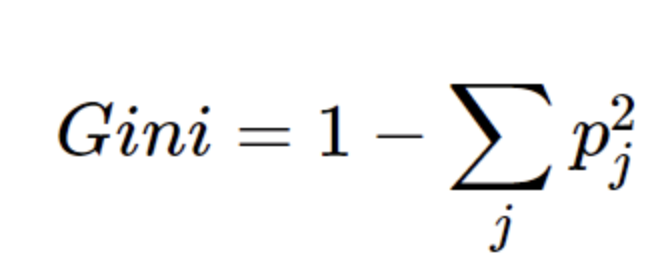 Gini = 1 − ∑_j p_j^2